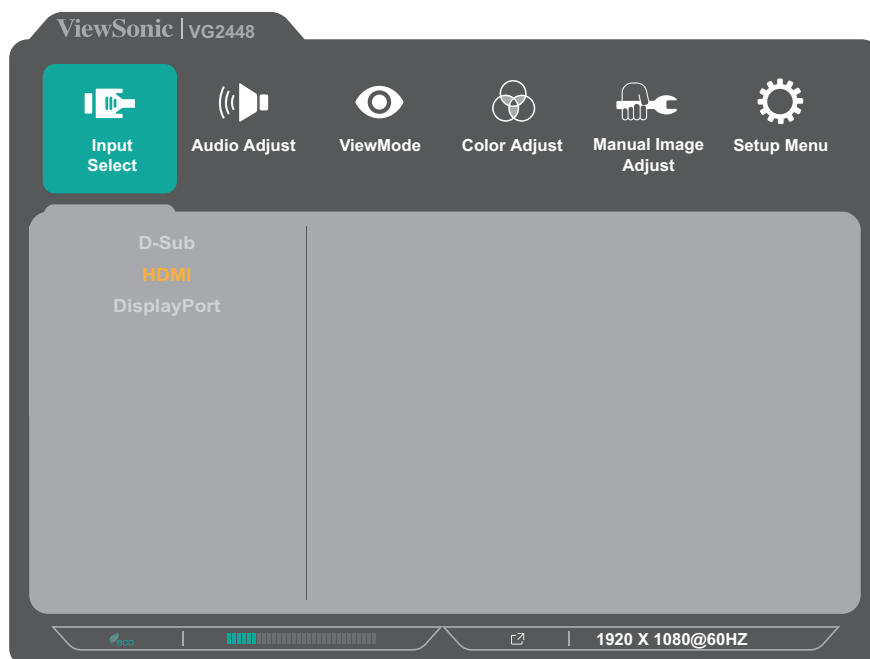 ViewSonic | VG2448
Input Select
Audio Adjust
ViewMode
Color Adjust
Manual Image Adjust
Setup Menu
D-Sub
HDMI
DisplayPort
eco
1920 X 1080@60HZ